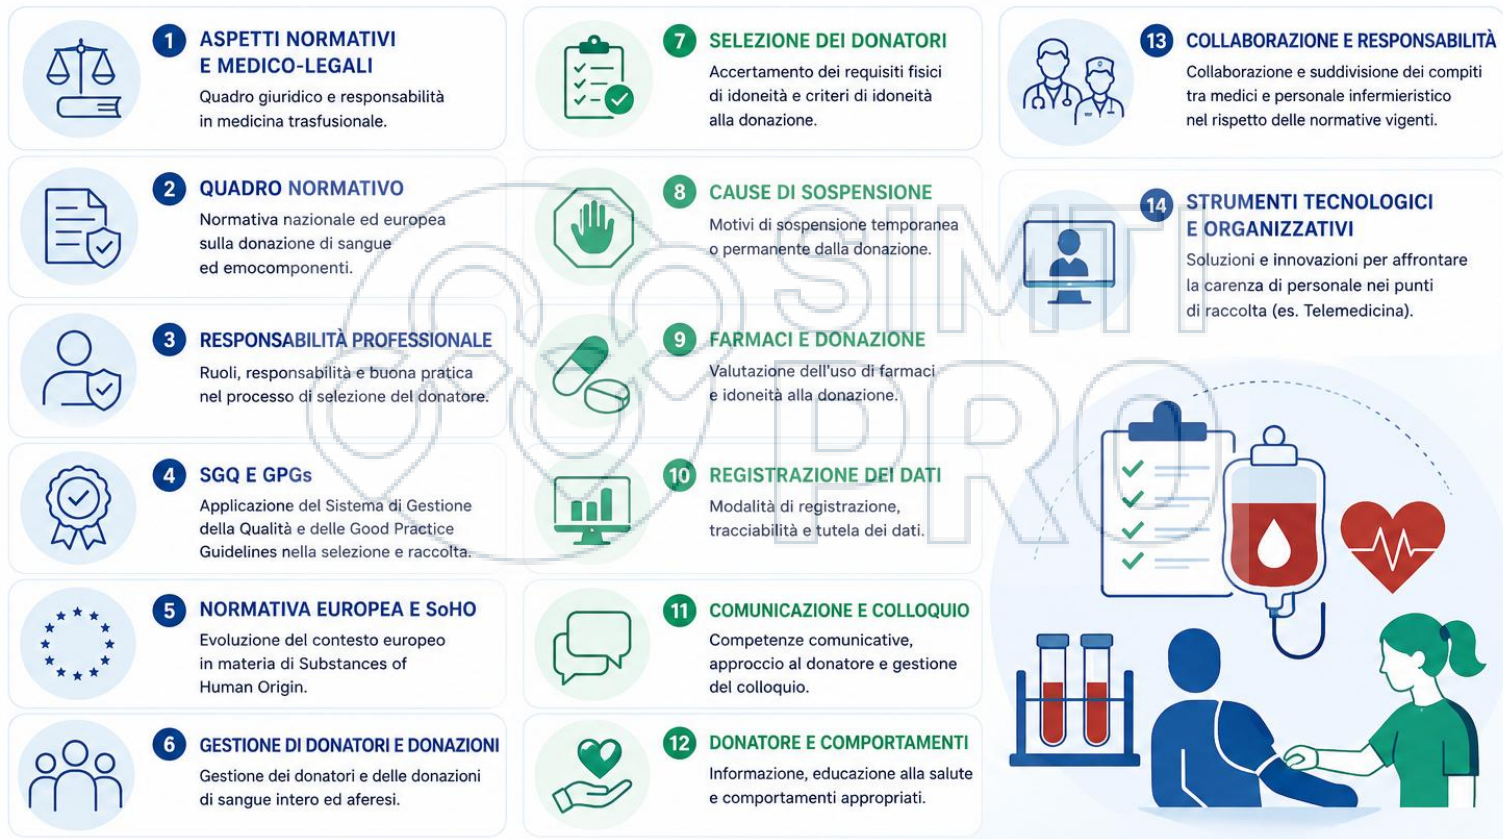 1
ASPETTI NORMATIVI
E MEDICO-LEGALI
Quadro giuridico e responsabilità
in medicina trasfusionale.
2
QUADRO NORMATIVO
Normativa nazionale ed europea
sulla donazione di sangue
ed emocomponenti.
3
RESPONSABILITÀ PROFESSIONALE
Ruoli, responsabilità e buona pratica
nel processo di selezione del donatore.
4
SGQ E GPGs
Applicazione del Sistema di Gestione
della Qualità e delle Good Practice
Guidelines nella selezione e raccolta.
5
NORMATIVA EUROPEA E SoHO
Evoluzione del contesto europeo
in materia di Substances of
Human Origin.
6
GESTIONE DI DONATORI E DONAZIONI
Gestione dei donatori e delle donazioni
di sangue intero ed aferesi.
7
SELEZIONE DEI DONATORI
Accertamento dei requisiti fisici
di idoneità e criteri di idoneità
alla donazione.
8
CAUSE DI SOSPENSIONE
Motivi di sospensione temporanea
o permanente dalla donazione.
9
FARMACI E DONAZIONE
Valutazione dell'uso di farmaci
e idoneità alla donazione.
10
REGISTRAZIONE DEI DATI
Modalità di registrazione,
tracciabilità e tutela dei dati.
11
COMUNICAZIONE E COLLOQUIO
Competenze comunicative,
approccio al donatore e gestione
del colloquio.
12
DONATORE E COMPORTAMENTI
Informazione, educazione alla salute
e comportamenti appropriati.
13
COLLABORAZIONE E RESPONSABILITÀ
Collaborazione e suddivisione dei compiti
tra medici e personale infermieristico
nel rispetto delle normative vigenti.
14
STRUMENTI TECNOLOGICI
E ORGANIZZATIVI
Soluzioni e innovazioni per affrontare
la carenza di personale nei punti
di raccolta (es. Telemedicina).
SIMTI
PRO